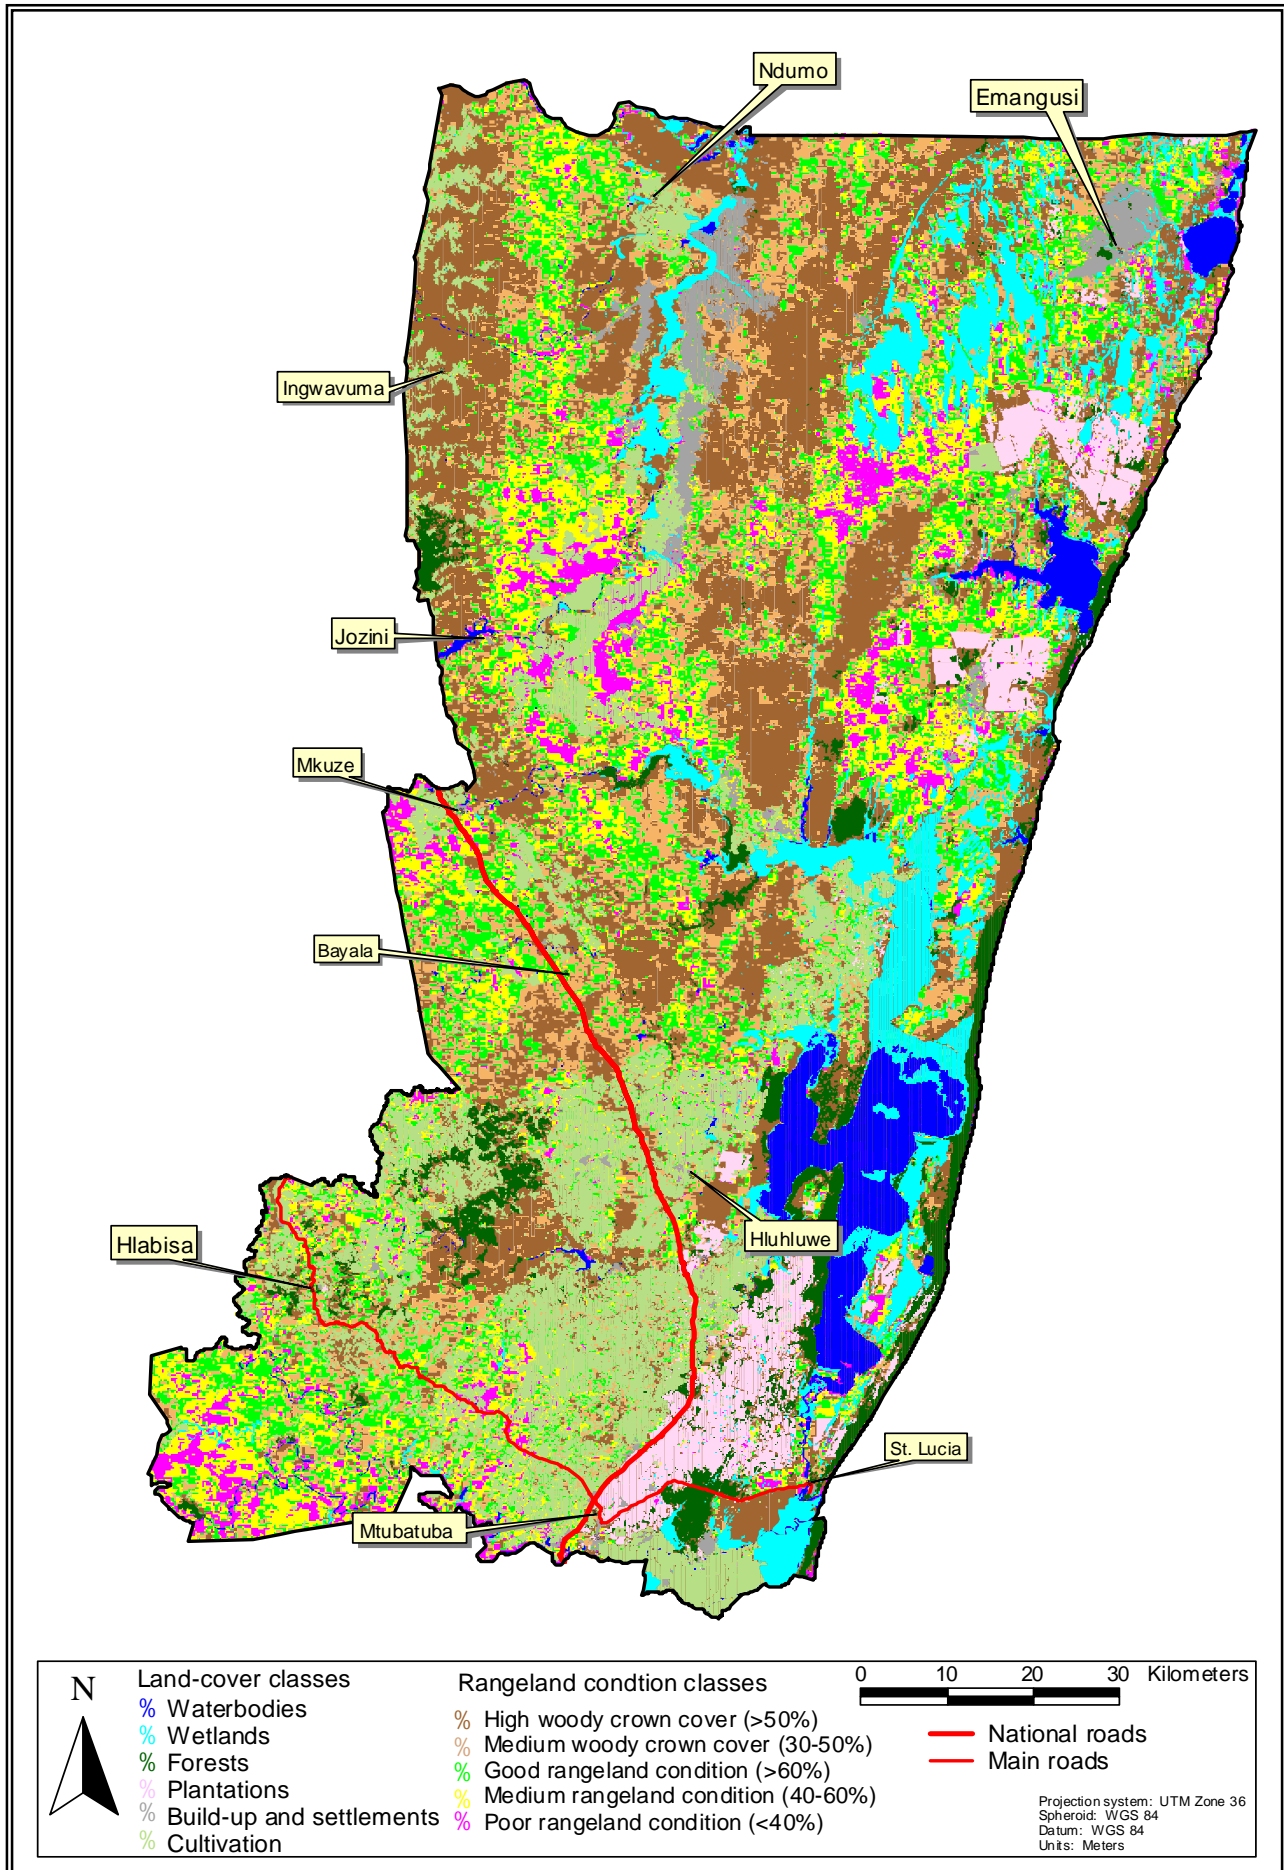 Ndumo
Emangusi
Ingwavuma
Jozini
Mkuze
Bayala
Hlabisa
Hluhluwe
St. Lucia
Mtubatuba
N
Land-cover classes
% Waterbodies
% Wetlands
% Forests
% Plantations
% Build-up and settlements
% Cultivation
Rangeland condtion classes
% High woody crown cover (>50%)
% Medium woody crown cover (30-50%)
% Good rangeland condition (>60%)
% Medium rangeland condition (40-60%)
% Poor rangeland condition (<40%)
0 10 20 30 Kilometers
National roads
Main roads
Projection system: UTM Zone 36
Spheroid: WGS 84
Datum: WGS 84
Units: Meters